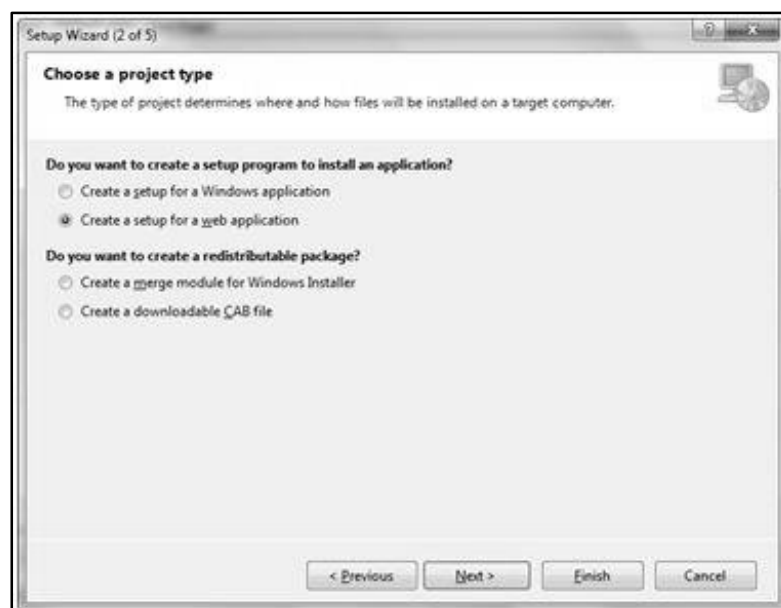 Setup Wizard (2 of 5)
Choose a project type
The type of project determines where and how files will be installed on a target computer.
Do you want to create a setup program to install an application?
Create a setup for a Windows application
Create a setup for a web application
Do you want to create a redistributable package?
Create a merge module for Windows Installer
Create a downloadable CAB file
< Previous Next > Finish Cancel